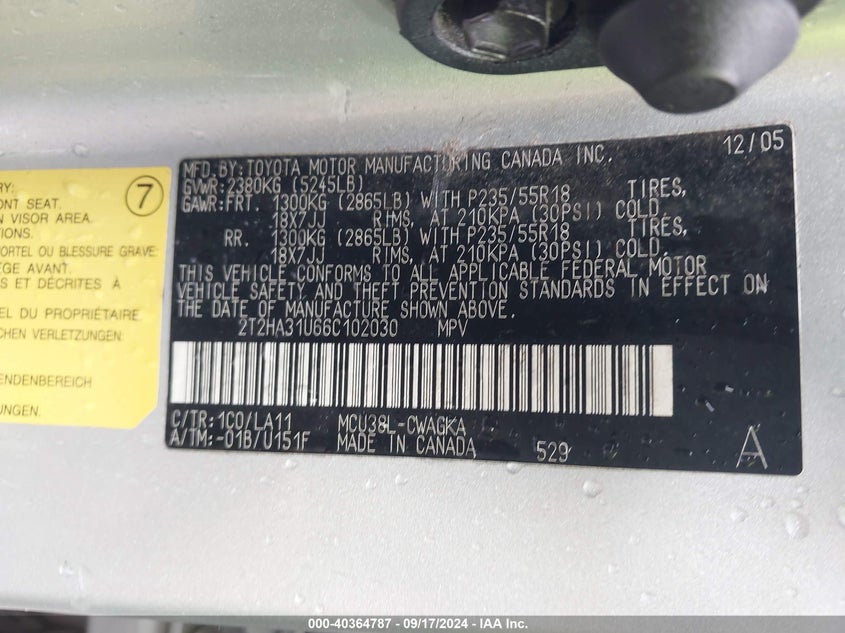 RY:
ONT SEAT.
N VISOR AREA.
TIONS.
ORTEL OU BLESSURE GRAVE
ÈGE AVANT.
S ET DÉCRITES À
DU PROPRIÉTAIRE.
CHEN VERLETZUNGEN:
ENDENBEREICH
NUNGEN.
7
MFD.BY:TOYOTA MOTOR MANUFACTURING CANADA INC. 12/05
GVWR:2380KG (5245LB)
GAWR:FRT. 1300KG (2865LB) WITH P235/55R18 TIRES,
18X7JJ RIMS, AT 210KPA (30PSI) COLD.
RR. 1300KG (2865LB) WITH P235/55R18 TIRES,
18X7JJ RIMS, AT 210KPA (30PSI) COLD.
THIS VEHICLE CONFORMS TO ALL APPLICABLE FEDERAL MOTOR
VEHICLE SAFETY AND THEFT PREVENTION STANDARDS IN EFFECT ON
THE DATE OF MANUFACTURE SHOWN ABOVE.
2T2HA31U66C102030 MPV
C/TR:1C0/LA11 MCU38L-CWAGKA
A/TM:-01B/U151F MADE IN CANADA 529 A
000-40364787 - 09/17/2024 - IAA Inc.